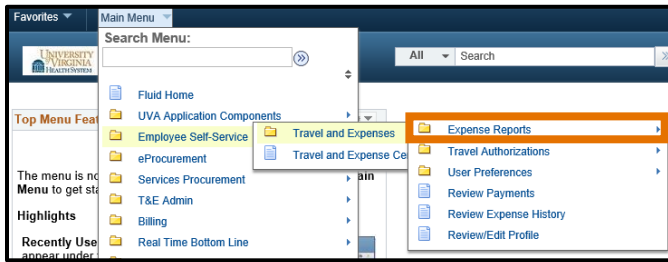 Favorites
Main Menu
Search Menu:
UNIVERSITY
VIRGINIA
HEALTH SYSTEM
All
Search
Fluid Home
UVA Application Components
Top Menu Feat
Employee Self-Service
Travel and Expenses
Expense Reports
eProcurement
Travel and Expense Ce
Travel Authorizations
The menu is no
Services Procurement
ain
User Preferences
Menu to get sta
T&E Admin
Review Payments
Highlights
Billing
Review Expense History
Recently Use
Real Time Bottom Line
Review/Edit Profile
appear under